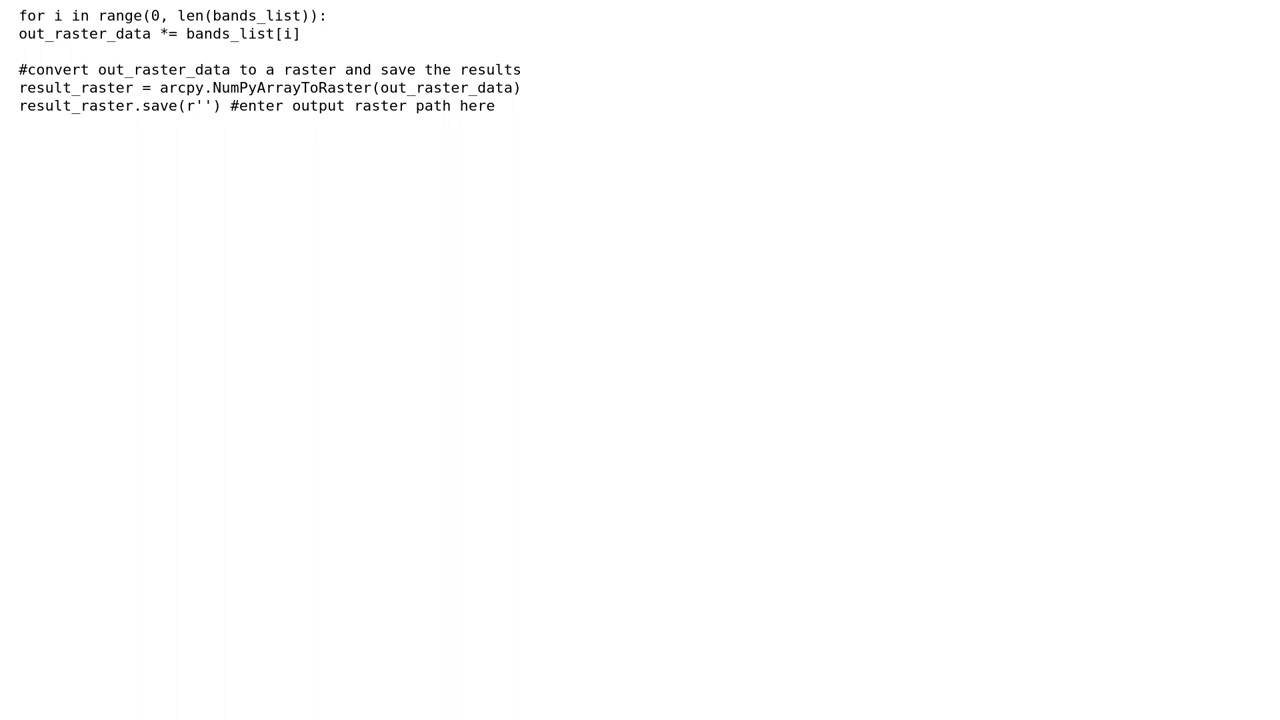 for i in range(0, len(bands_list)):
out_raster_data *= bands_list[i]

#convert out_raster_data to a raster and save the results
result_raster = arcpy.NumPyArrayToRaster(out_raster_data)
result_raster.save(r'') #enter output raster path here